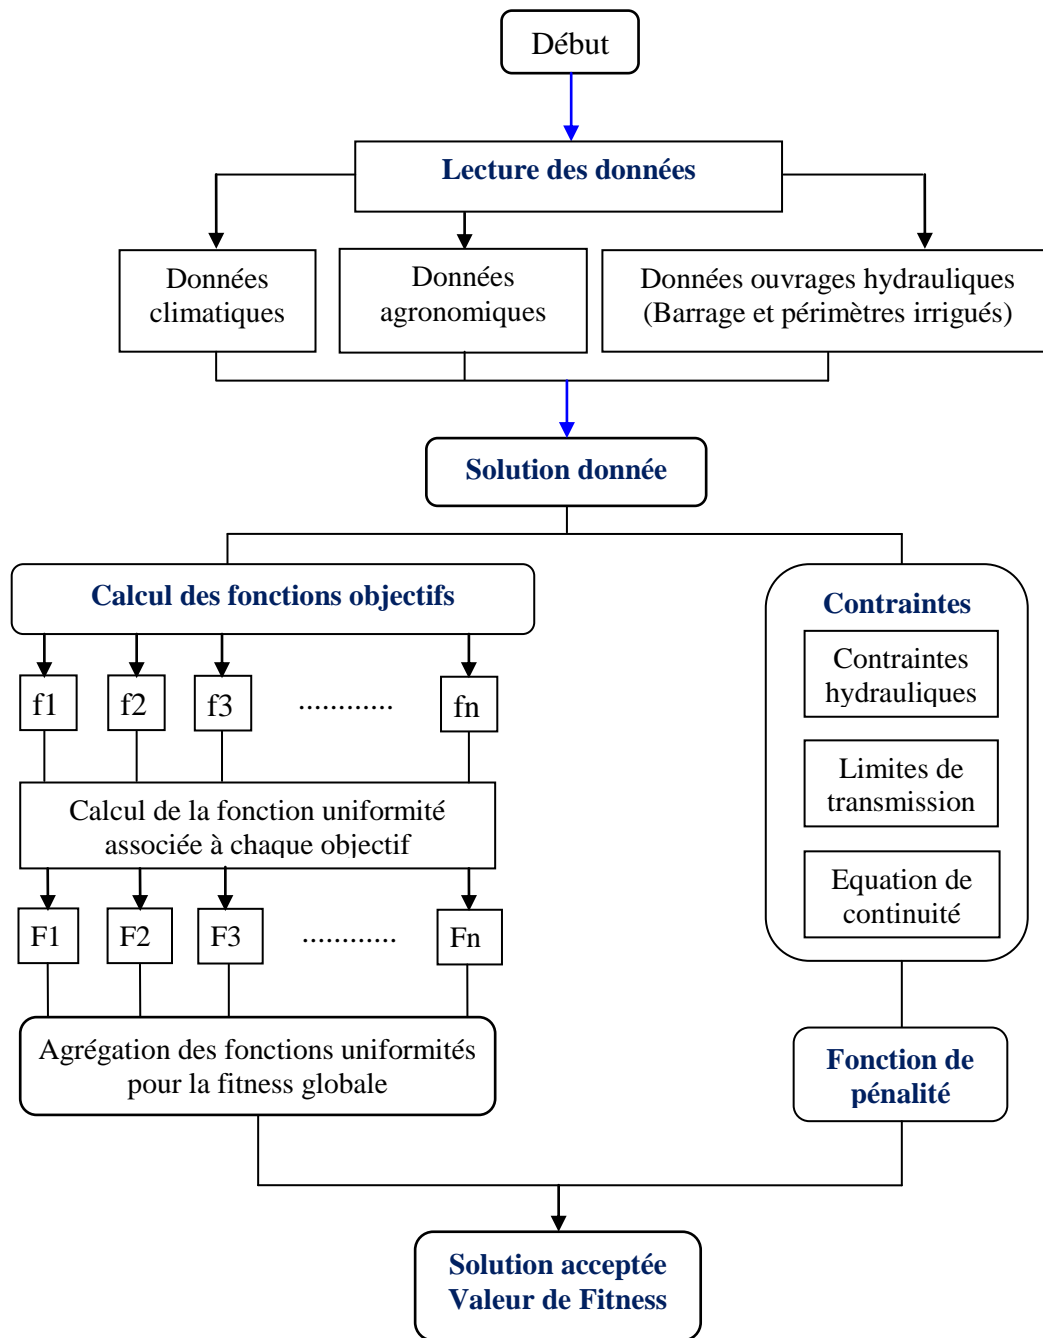 Début
Lecture des données
Données
climatiques
Données
agronomiques
Données ouvrages hydrauliques
(Barrage et périmètres irrigués)
Solution donnée
Calcul des fonctions objectifs
f1
f2
f3
............
fn
Calcul de la fonction uniformité
associée à chaque objectif
F1
F2
F3
............
Fn
Agrégation des fonctions uniformités
pour la fitness globale
Contraintes
Contraintes
hydrauliques
Limites de
transmission
Equation de
continuité
Fonction de
pénalité
Solution acceptée
Valeur de Fitness